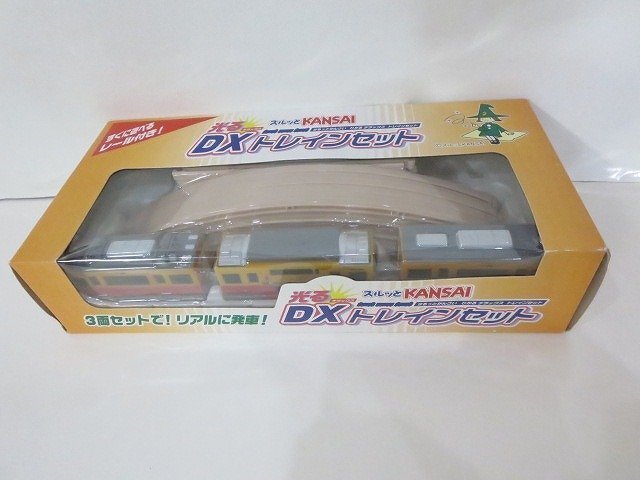 すぐに遊べる
レール付き!
スルッとKANSAI
光る
DXトレインセット
スルッとKANSAI
光る
DXトレインセット
3両セットで!リアルに発車!